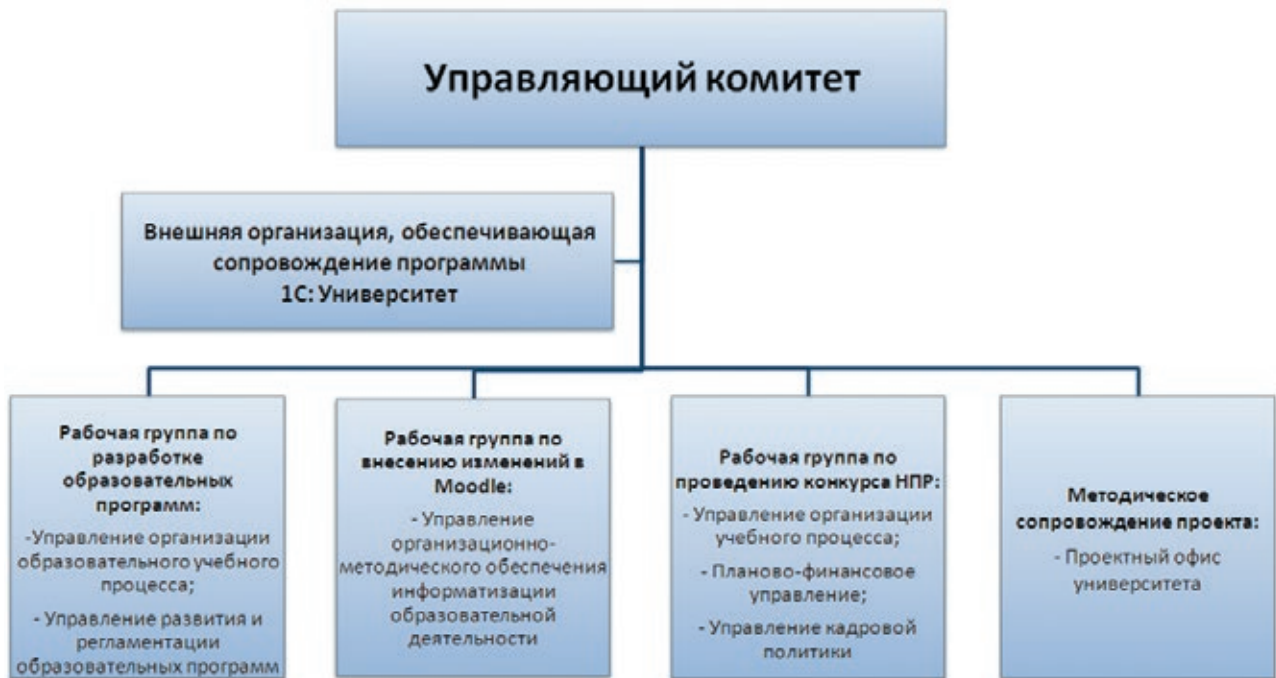 Управляющий комитет
Внешняя организация, обеспечивающая
сопровождение программы
1С: Университет
Рабочая группа по
разработке
образовательных
программ:
-Управление организации
образовательного учебного
процесса;
- Управление развития и
регламентации
образовательных программ
Рабочая группа по
внесению изменений в
Moodle:
- Управление
организационно-
методического обеспечения
информатизации
образовательной
деятельности
Рабочая группа по
проведению конкурса НПР:
- Управление организации
учебного процесса;
- Планово-финансовое
управление;
- Управление кадровой
политики
Методическое
сопровождение проекта:
- Проектный офис
университета